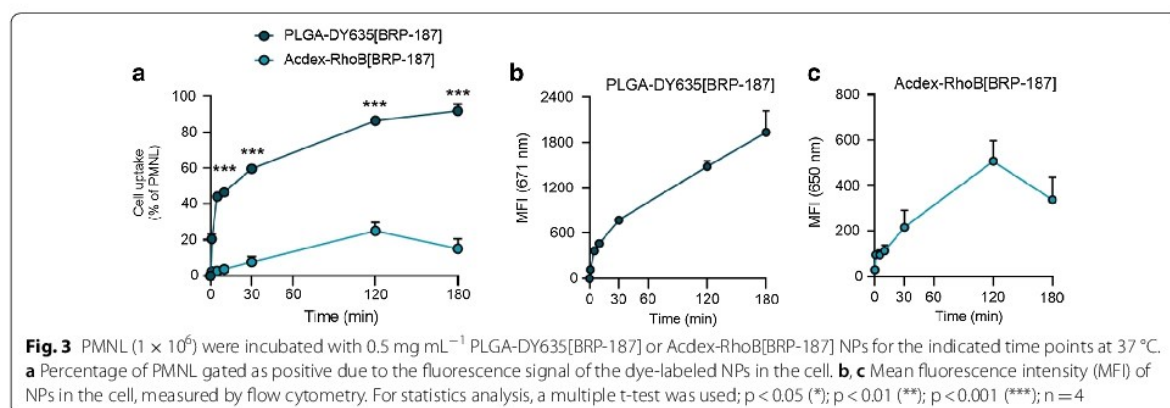 PLGA-DY635[BRP-187]
Acdex-RhoB[BRP-187]
a
Cell uptake
(% of PMNL)
100
80
60
40
20
0
***
***
***
***
0
30
60
120
180
Time (min)
b
PLGA-DY635[BRP-187]
MFI (671 nm)
2400
1800
1200
600
0
0
30
60
120
180
Time (min)
c
Acdex-RhoB[BRP-187]
MFI (650 nm)
800
600
400
200
0
0
30
60
120
180
Time (min)
Fig. 3 PMNL (1 × 10⁶) were incubated with 0.5 mg mL⁻¹ PLGA-DY635[BRP-187] or Acdex-RhoB[BRP-187] NPs for the indicated time points at 37 °C.
a Percentage of PMNL gated as positive due to the fluorescence signal of the dye-labeled NPs in the cell. b, c Mean fluorescence intensity (MFI) of
NPs in the cell, measured by flow cytometry. For statistics analysis, a multiple t-test was used; p < 0.05 (*); p < 0.01 (**); p < 0.001 (***); n = 4